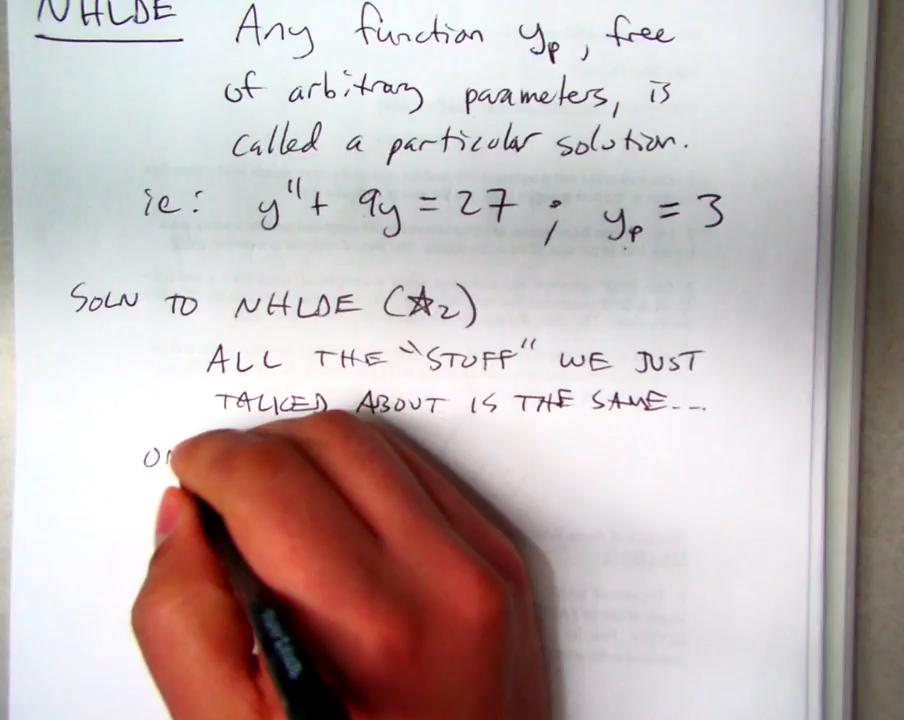 NHLDE Any function yp, free
of arbitrary parameters, is
called a particular solution.
ie: y" + 9y = 27 ; yp = 3
SOLN TO NHLDE (☆2)
ALL THE "STUFF" WE JUST
TALKED ABOUT IS THE SAME...